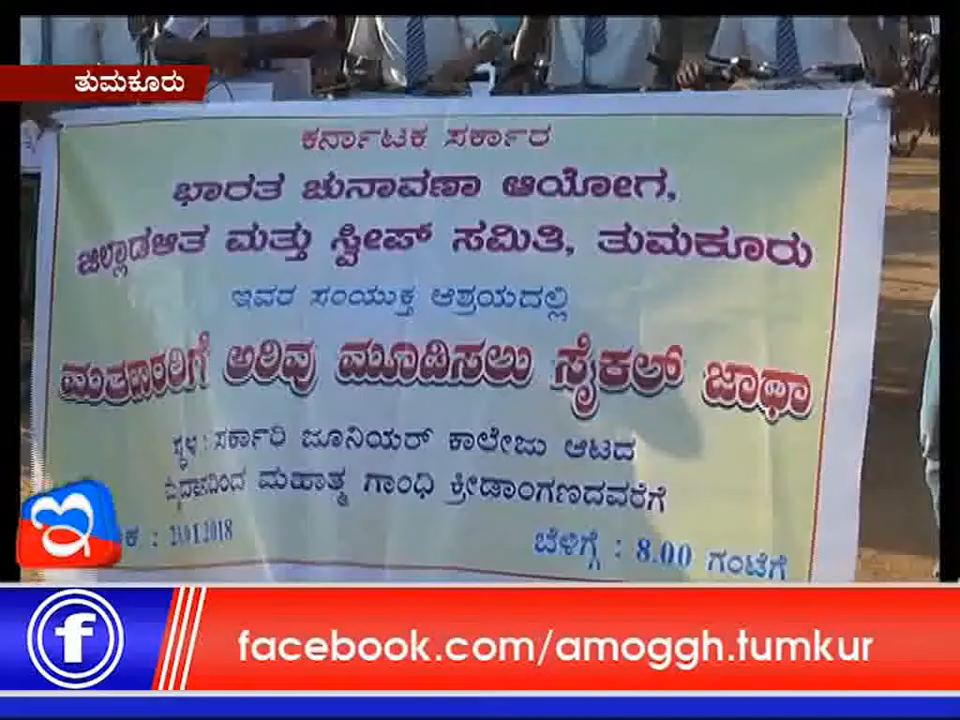 ತುಮಕೂರು
ಕರ್ನಾಟಕ ಸರ್ಕಾರ
ಭಾರತ ಚುನಾವಣಾ ಆಯೋಗ,
ಜಿಲ್ಲಾಡಳಿತ ಮತ್ತು ಸ್ವೀಪ್ ಸಮಿತಿ, ತುಮಕೂರು
ಇವರ ಸಂಯುಕ್ತ ಆಶ್ರಯದಲ್ಲಿ
ಮತದಾರರಿಗೆ ಅರಿವು ಮೂಡಿಸಲು ಸೈಕಲ್ ಜಾಥಾ
ಸ್ಥಳ : ಸರ್ಕಾರಿ ಜೂನಿಯರ್ ಕಾಲೇಜು ಆಟದ
ಮೈದಾನದಿಂದ ಮಹಾತ್ಮ ಗಾಂಧಿ ಕ್ರೀಡಾಂಗಣದವರೆಗೆ
ಬೆಳಿಗ್ಗೆ : 8.00 ಗಂಟೆಗೆ
ಇ
facebook.com/amoggh.tumkur